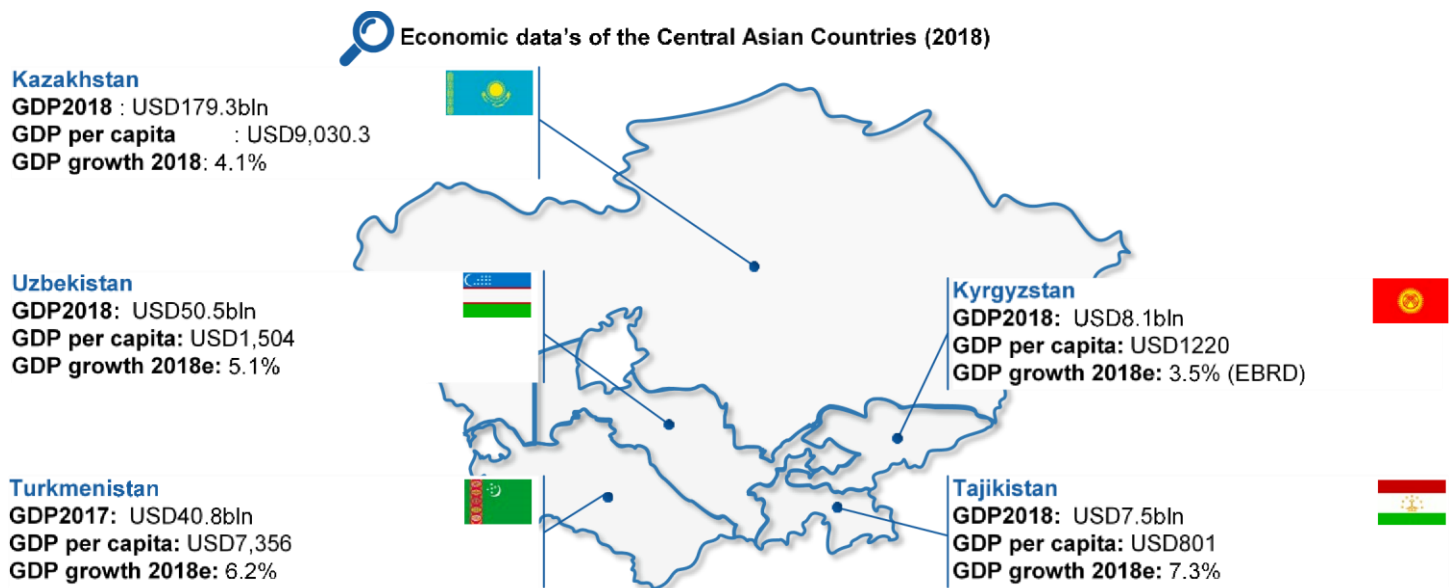 Economic data's of the Central Asian Countries (2018)
Kazakhstan
GDP2018 : USD179.3bln
GDP per capita : USD9,030.3
GDP growth 2018: 4.1%
Uzbekistan
GDP2018: USD50.5bln
GDP per capita: USD1,504
GDP growth 2018e: 5.1%
Kyrgyzstan
GDP2018: USD8.1bln
GDP per capita: USD1220
GDP growth 2018e: 3.5% (EBRD)
Turkmenistan
GDP2017: USD40.8bln
GDP per capita: USD7,356
GDP growth 2018e: 6.2%
Tajikistan
GDP2018: USD7.5bln
GDP per capita: USD801
GDP growth 2018e: 7.3%